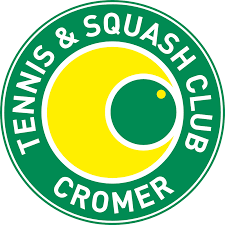 TENNIS & SQUASH CLUB
CROMER